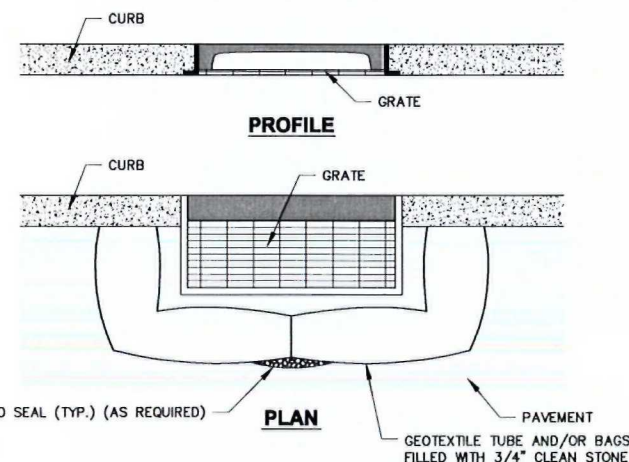 CURB
GRATE
PROFILE
CURB
GRATE
SEAL (TYP.) (AS REQUIRED)
PLAN
PAVEMENT
GEOTEXTILE TUBE AND/OR BAGS
FILLED WITH 3/4" CLEAN STONE